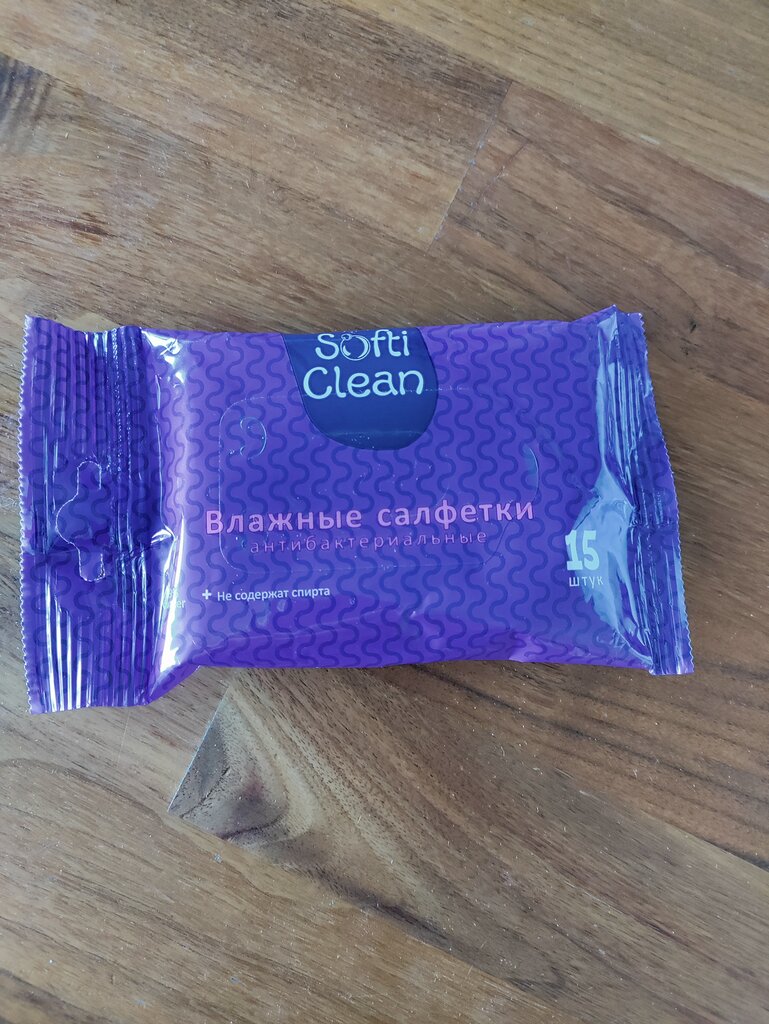 Softi
Clean
Влажные салфетки
антибактериальные
15
штук
+ Не содержат спирта